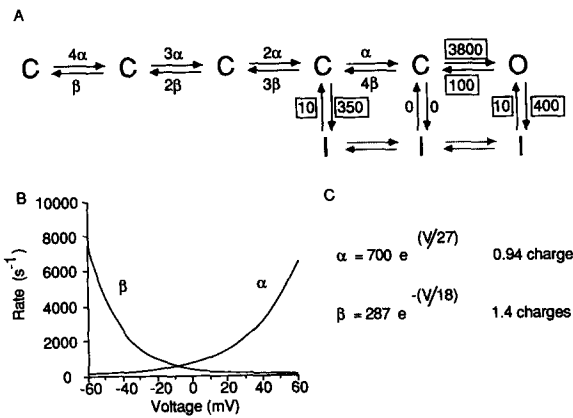 A
4α 3α 2α α 3800
C C C C C O
β 2β 3β 4β 100
10 350 0 0 10 400
I I I
B
10000
8000
6000
4000
2000
0
Rate (s⁻¹)
β α
-60 -40 -20 0 20 40 60
Voltage (mV)
C
α = 700 e (V/27) 0.94 charge
β = 287 e -(V/18) 1.4 charges